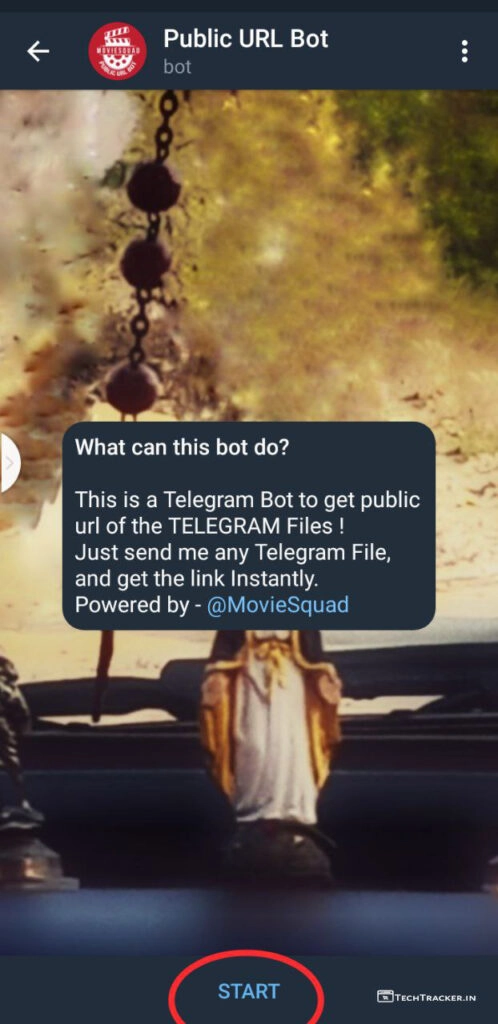 Public URL Bot
bot
MOVIESQUAD
PUBLIC URL BOT
What can this bot do?
This is a Telegram Bot to get public
url of the TELEGRAM Files !
Just send me any Telegram File,
and get the link Instantly.
Powered by - @MovieSquad
START
TECHTRACKER.IN